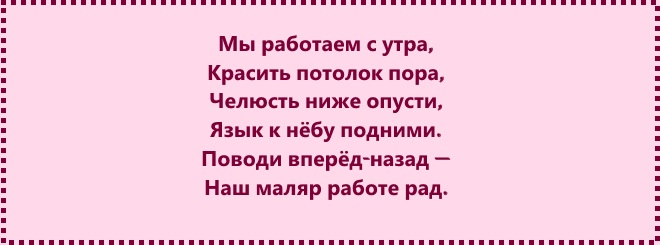 Мы работаем с утра,
Красить потолок пора,
Челюсть ниже опусти,
Язык к нёбу подними.
Поводи вперёд-назад —
Наш маляр работе рад.